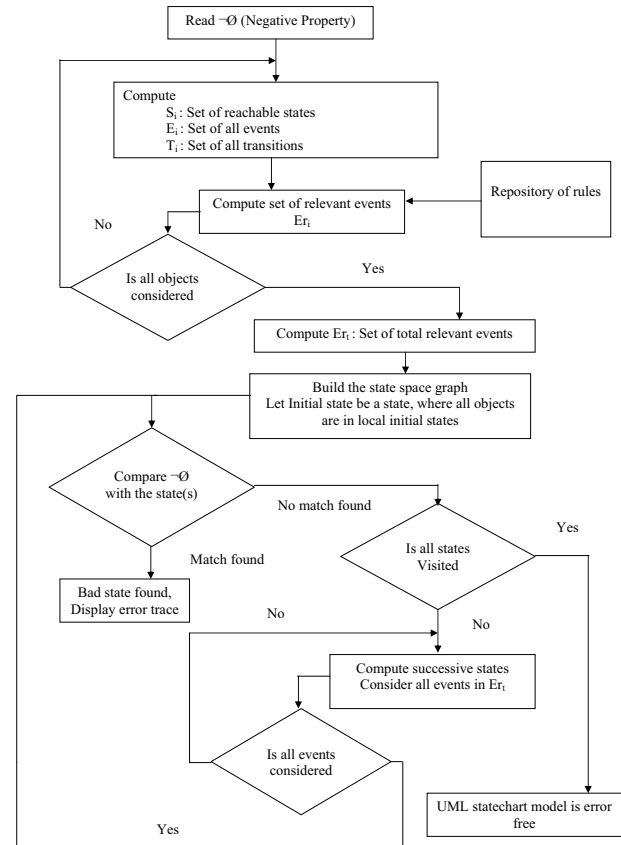 Read ¬Ø (Negative Property)
Compute
Si : Set of reachable states
Ei : Set of all events
Ti : Set of all transitions
Repository of rules
Compute set of relevant events
Eri
No
Is all objects
considered
Yes
Compute Ert : Set of total relevant events
Build the state space graph
Let Initial state be a state, where all objects
are in local initial states
Compare ¬Ø
with the state(s)
No match found
Match found
Is all states
Visited
Yes
Bad state found,
Display error trace
No
No
Compute successive states
Consider all events in Ert
Is all events
considered
Yes
UML statechart model is error
free